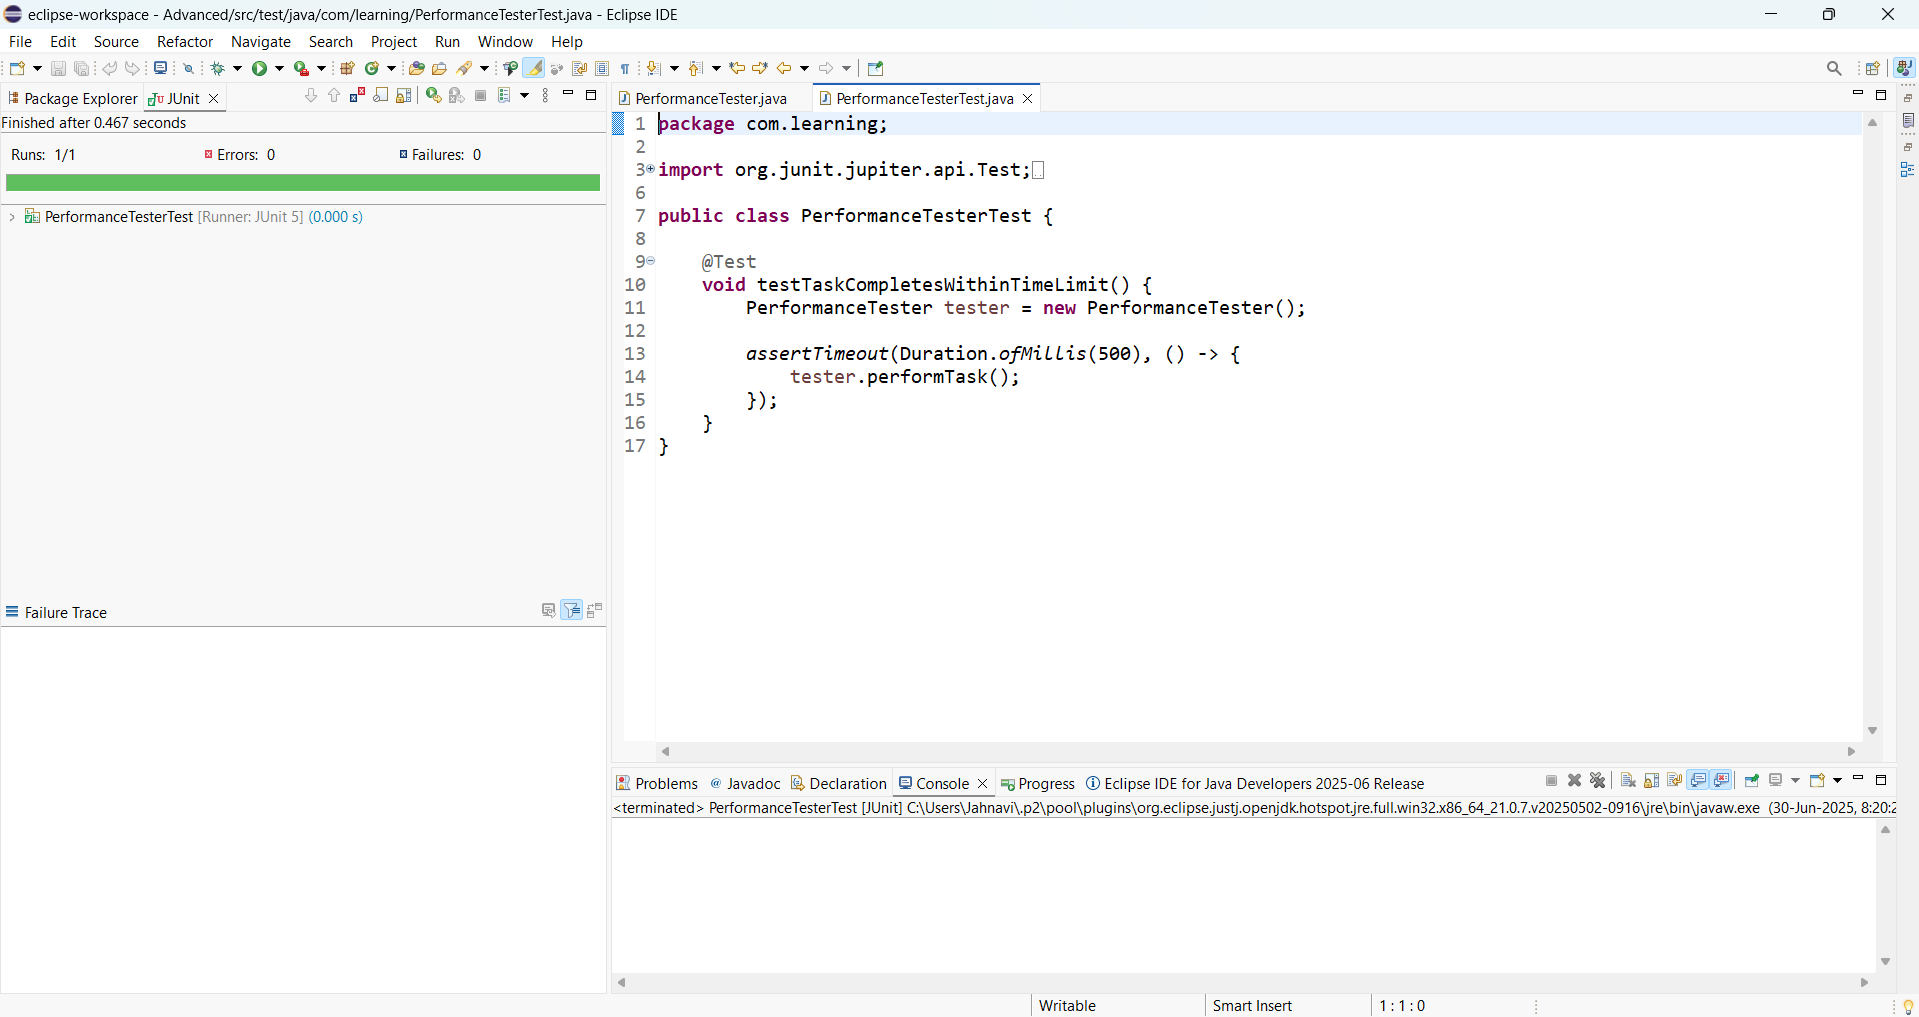 eclipse-workspace - Advanced/src/test/java/com/learning/PerformanceTesterTest.java - Eclipse IDE
File Edit Source Refactor Navigate Search Project Run Window Help
Package Explorer JUnit
Finished after 0.467 seconds
Runs: 1/1 Errors: 0 Failures: 0
PerformanceTesterTest [Runner: JUnit 5] (0.000 s)
Failure Trace
PerformanceTester.java PerformanceTesterTest.java
1 package com.learning;
2
3 import org.junit.jupiter.api.Test;
6
7 public class PerformanceTesterTest {
8
9 @Test
10 void testTaskCompletesWithinTimeLimit() {
11 PerformanceTester tester = new PerformanceTester();
12
13 assertTimeout(Duration.ofMillis(500), () -> {
14 tester.performTask();
15 });
16 }
17 }
Problems @ Javadoc Declaration Console Progress Eclipse IDE for Java Developers 2025-06 Release
<terminated> PerformanceTesterTest [JUnit] C:\Users\Jahnavi\.p2\pool\plugins\org.eclipse.justj.openjdk.hotspot.jre.full.win32.x86_64_21.0.7.v20250502-0916\jre\bin\javaw.exe (30-Jun-2025, 8:20:2
Writable Smart Insert 1 : 1 : 0